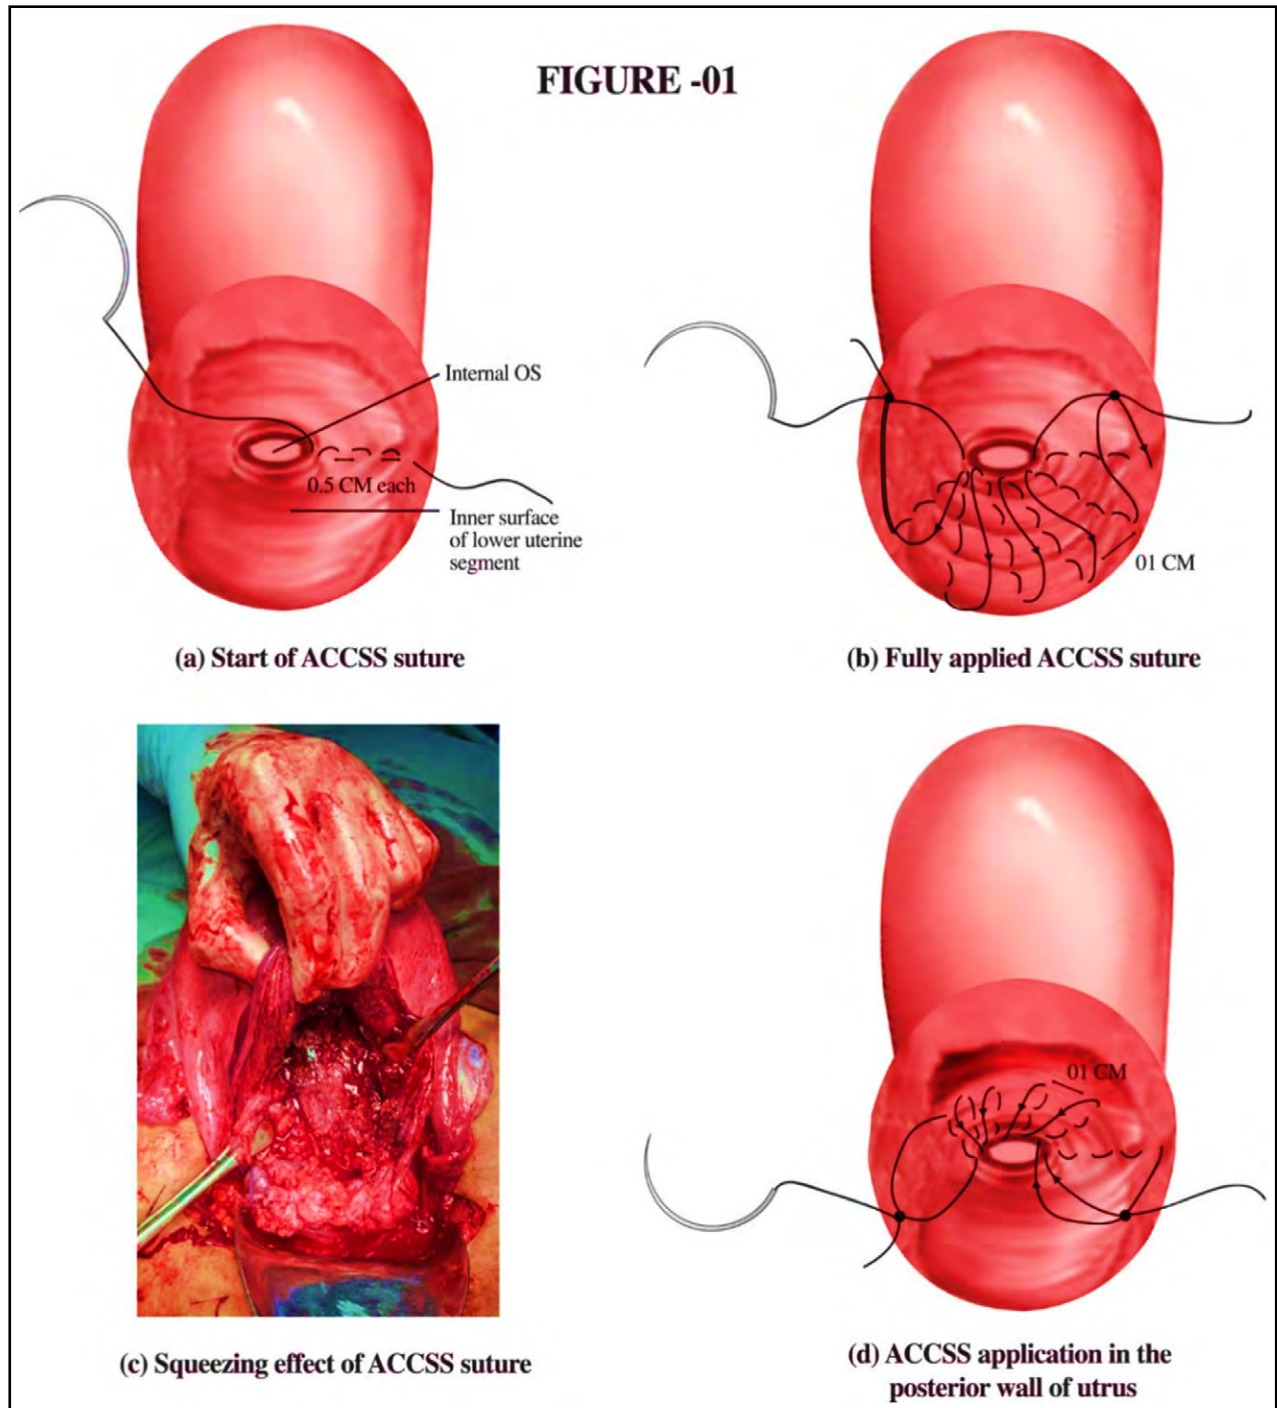 FIGURE -01
Internal OS
0.5 CM each
Inner surface
of lower uterine
segment
01 CM
(a) Start of ACCSS suture
(b) Fully applied ACCSS suture
01 CM
(c) Squeezing effect of ACCSS suture
(d) ACCSS application in the
posterior wall of utrus